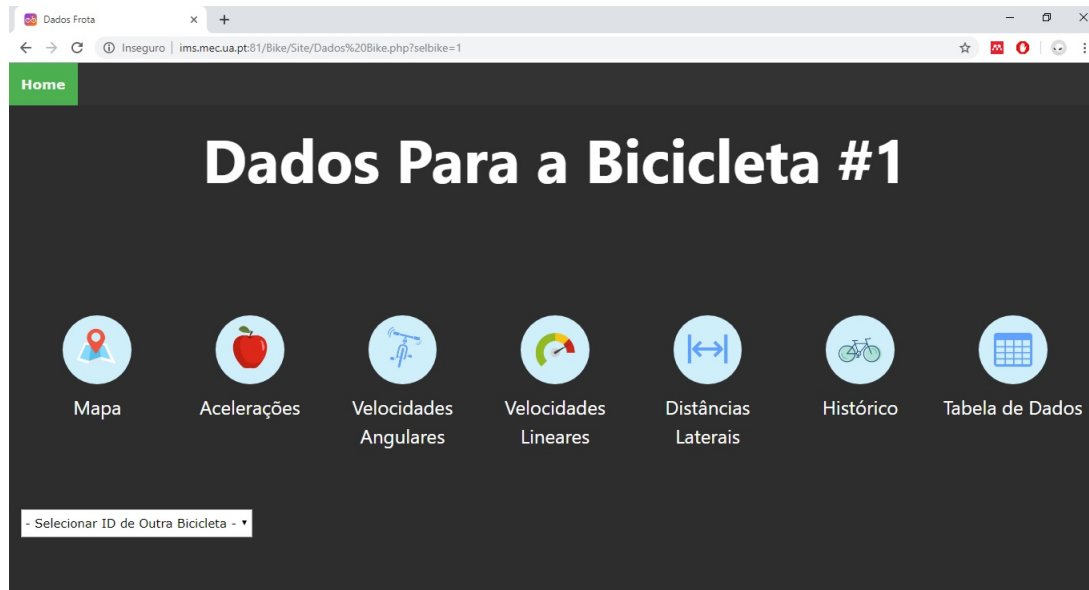 Dados Frota
Inseguro | ims.mec.ua.pt:81/Bike/Site/Dados%20Bike.php?selbike=1
Home
Dados Para a Bicicleta #1
Mapa
Acelerações
Velocidades
Angulares
Velocidades
Lineares
Distâncias
Laterais
Histórico
Tabela de Dados
- Selecionar ID de Outra Bicicleta -